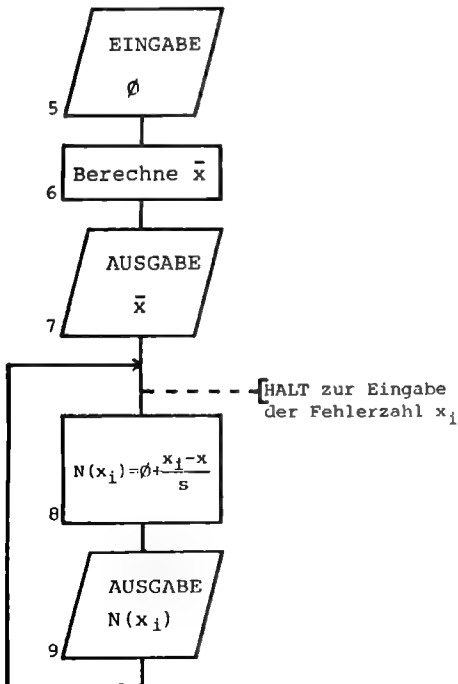 EINGABE
ø
5
Berechne x̄
6
AUSGABE
x̄
7
HALT zur Eingabe
der Fehlerzahl xᵢ
N(xᵢ)=ø+(xᵢ-x)/s
8
AUSGABE
N(xᵢ)
9